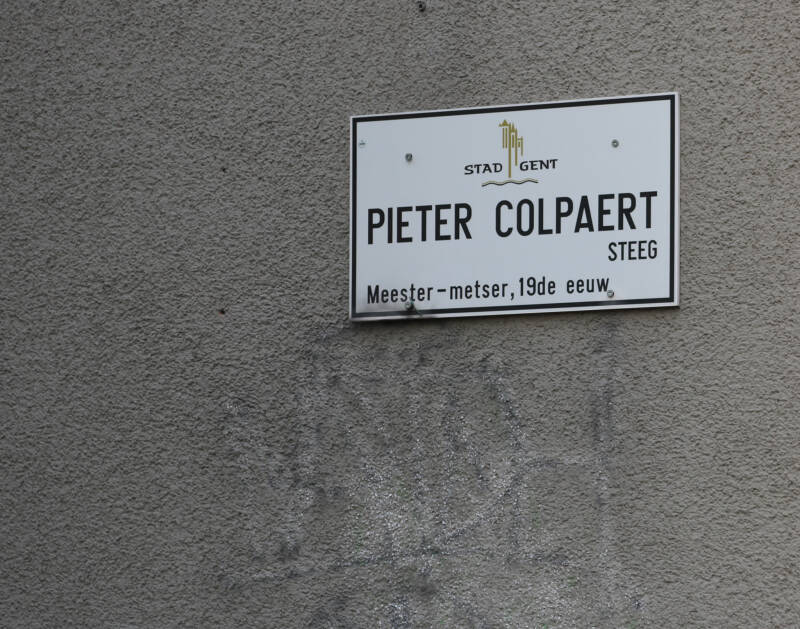 STAD GENT
PIETER COLPAERT
STEEG
Meester-metser, 19de eeuw